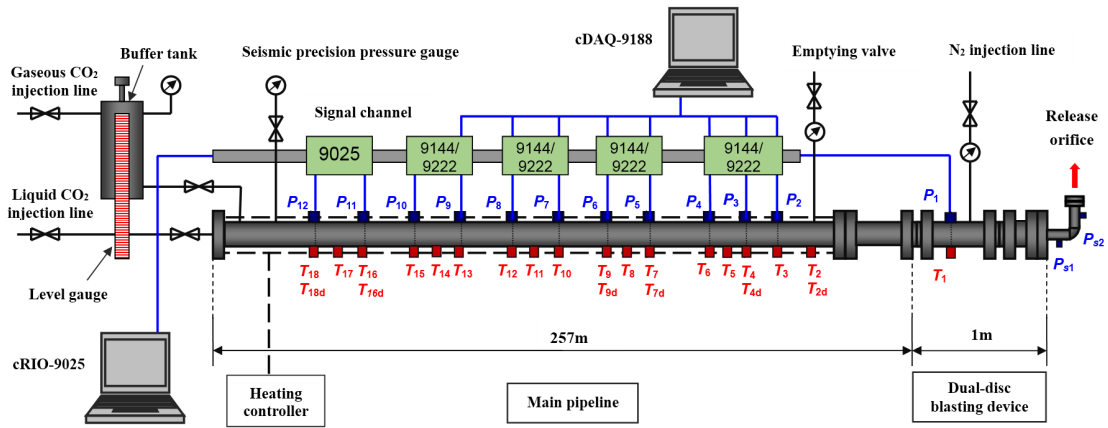 Buffer tank
Seismic precision pressure gauge
cDAQ-9188
Emptying valve
N₂ injection line
Gaseous CO₂
injection line
Signal channel
Release
orifice
9025
9144/
9222
9144/
9222
9144/
9222
9144/
9222
Liquid CO₂
injection line
P₁₂
P₁₁
P₁₀
P₉
P₈
P₇
P₆
P₅
P₄
P₃
P₂
P₁
Pₛ₂
Pₛ₁
Level gauge
T₁₈
T₁₈d
T₁₇
T₁₆
T₁₆d
T₁₅
T₁₄
T₁₃
T₁₂
T₁₁
T₁₀
T₉
T₉d
T₈
T₇
T₇d
T₆
T₅
T₄
T₄d
T₃
T₂
T₂d
T₁
257m
1m
cRIO-9025
Heating
controller
Main pipeline
Dual-disc
blasting device